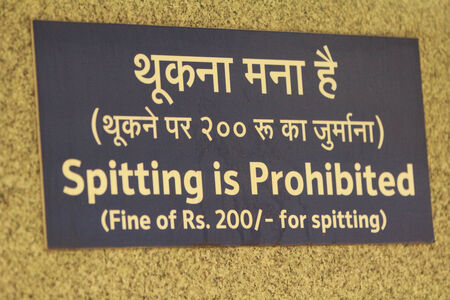 थूकना मना है
(थूकने पर २०० रू का जुर्माना)
Spitting is Prohibited
(Fine of Rs. 200/- for spitting)